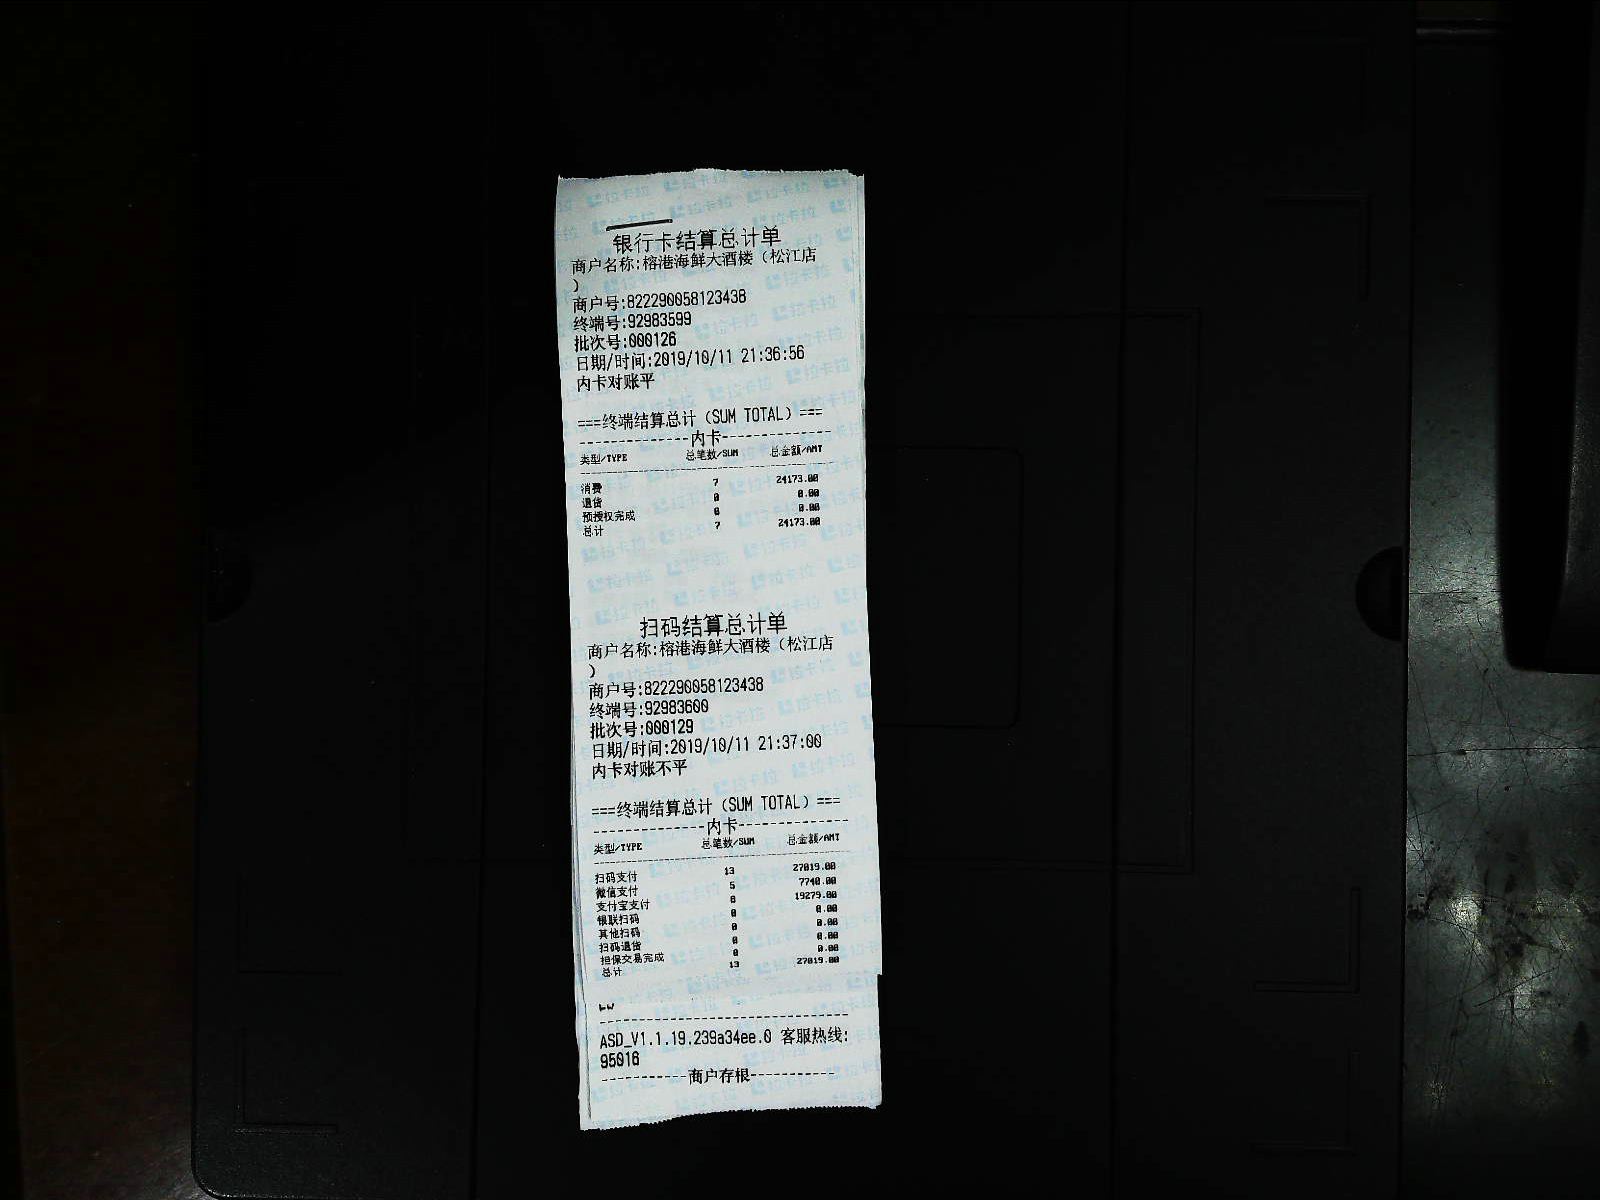 银行卡结算总计单
商户名称:榕港海鲜大酒楼（松江店
）
商户号:822290058123438
终端号:92983599
批次号:000126
日期/时间:2019/10/11 21:36:56
内卡对账平
===终端结算总计（SUM TOTAL）===
--------------内卡--------------
类型/TYPE 总笔数/SUM 总金额/AMT
消费 7 24173.00
退货 0 0.00
预授权完成 0 0.00
总计 7 24173.00
扫码结算总计单
商户名称:榕港海鲜大酒楼（松江店
）
商户号:822290058123438
终端号:92983600
批次号:000129
日期/时间:2019/10/11 21:37:00
内卡对账不平
===终端结算总计（SUM TOTAL）===
--------------内卡--------------
类型/TYPE 总笔数/SUM 总金额/AMT
扫码支付 13 27019.00
微信支付 5 7740.00
支付宝支付 8 19279.00
银联扫码 0 0.00
其他扫码 0 0.00
扫码退货 0 0.00
担保交易完成 0 0.00
总计 13 27019.00
ASD_V1.1.19.239a34ee.0 客服热线:
95016
-----------商户存根-----------
拉卡拉